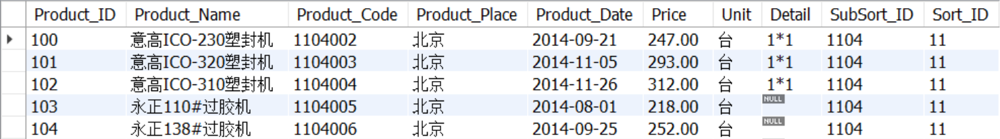 Product_ID Product_Name Product_Code Product_Place Product_Date Price Unit Detail SubSort_ID Sort_ID
100 意高ICO-230塑封机 1104002 北京 2014-09-21 247.00 台 1*1 1104 11
101 意高ICO-320塑封机 1104003 北京 2014-11-05 293.00 台 1*1 1104 11
102 意高ICO-310塑封机 1104004 北京 2014-11-26 312.00 台 1*1 1104 11
103 永正110#过胶机 1104005 北京 2014-08-01 218.00 台 NULL 1104 11
104 永正138#过胶机 1104006 北京 2014-09-25 252.00 台 NULL 1104 11